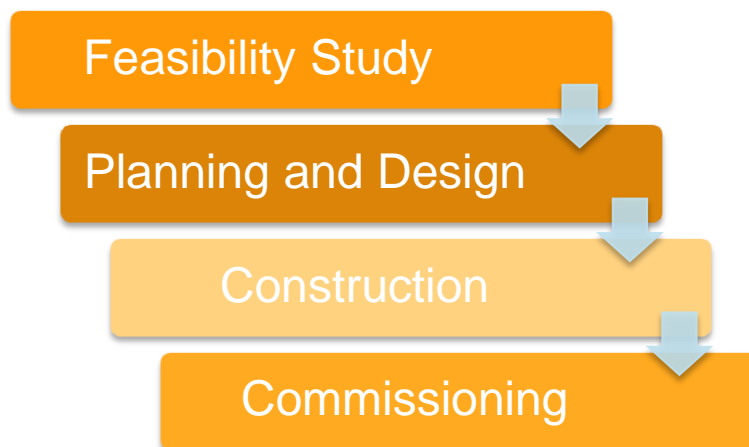 Feasibility Study
Planning and Design
Construction
Commissioning